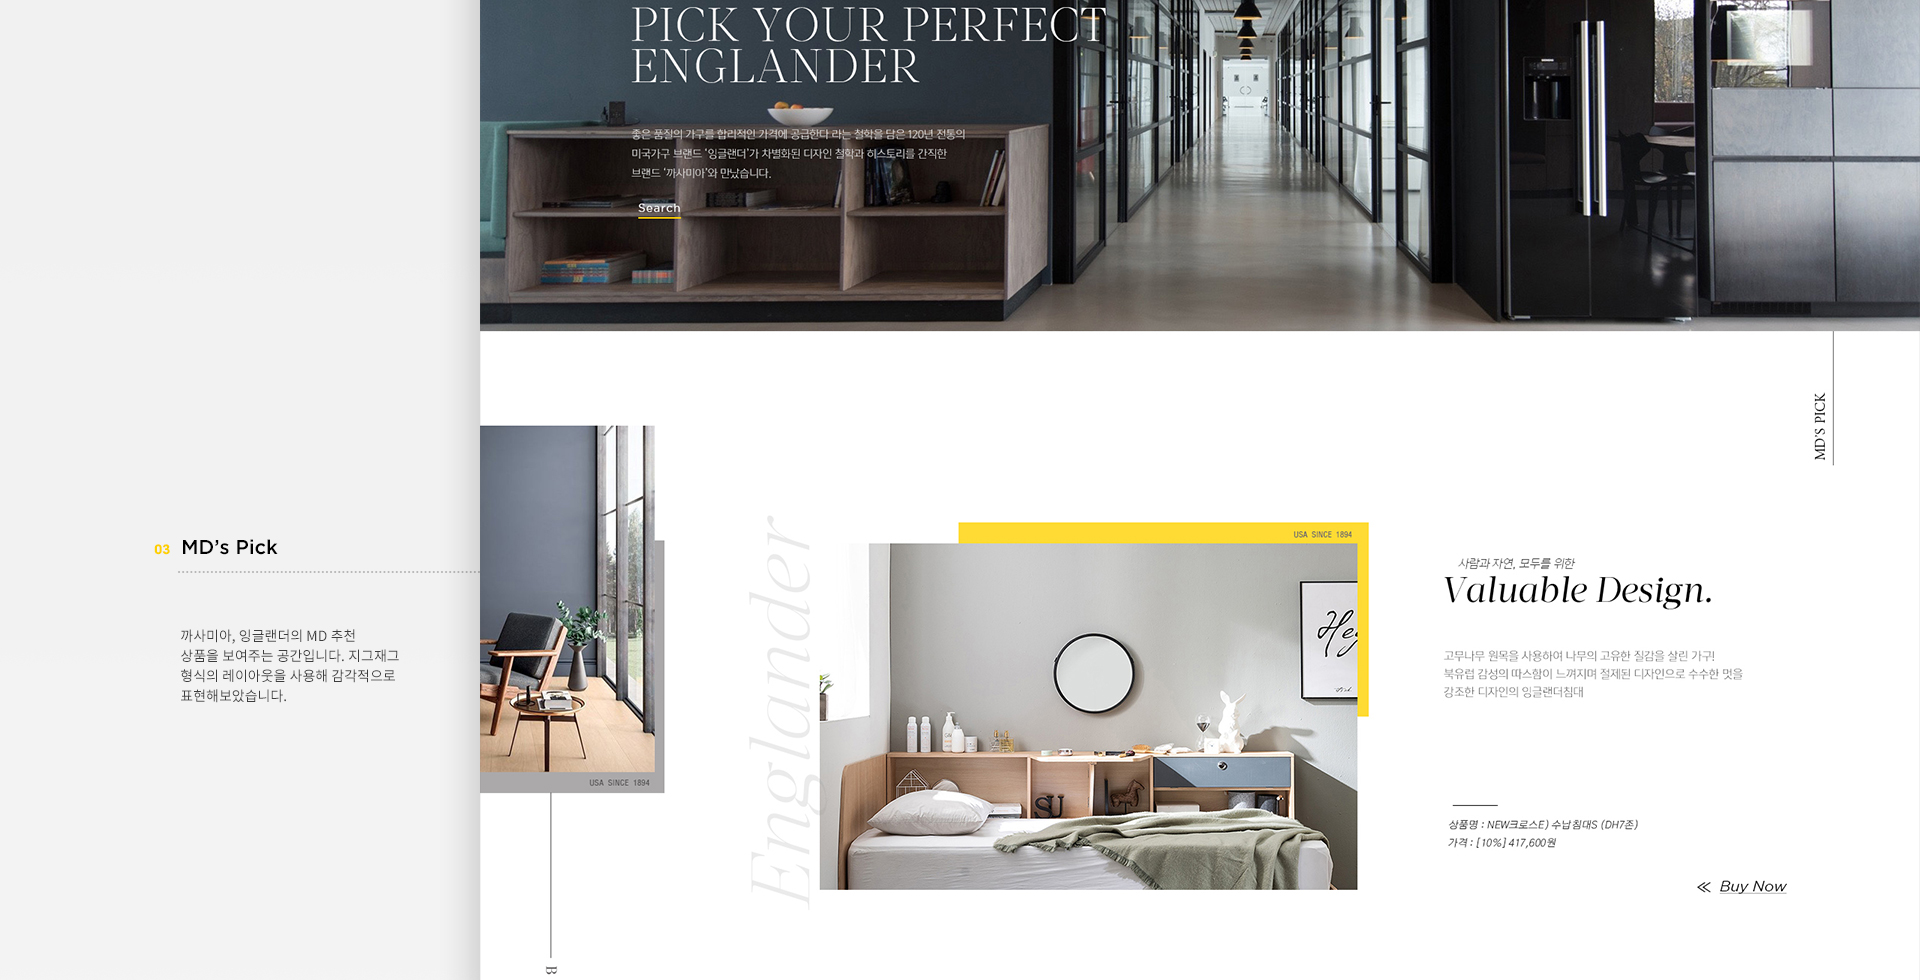 PICK YOUR PERFECT
ENGLANDER
좋은 품질의 가구를 합리적인 가격에 공급한다 라는 철학을 담은 120년 전통의
미국가구 브랜드 '잉글랜더'가 차별화된 디자인 철학과 히스토리를 간직한
브랜드 '까사미아'와 만났습니다.
Search
MD'S PICK
03 MD's Pick
까사미아, 잉글랜더의 MD 추천
상품을 보여주는 공간입니다. 지그재그
형식의 레이아웃을 사용해 감각적으로
표현해보았습니다.
USA SINCE 1894
B
Englander
USA SINCE 1894
Hey
SU
사람과 자연, 모두를 위한
Valuable Design.
고무나무 원목을 사용하여 나무의 고유한 질감을 살린 가구!
북유럽 감성의 따스함이 느껴지며 절제된 디자인으로 수수한 멋을
강조한 디자인의 잉글랜더침대
상품명 : NEW크로스E) 수납침대S (DH7존)
가격 : [10%] 417,600원
≪ Buy Now